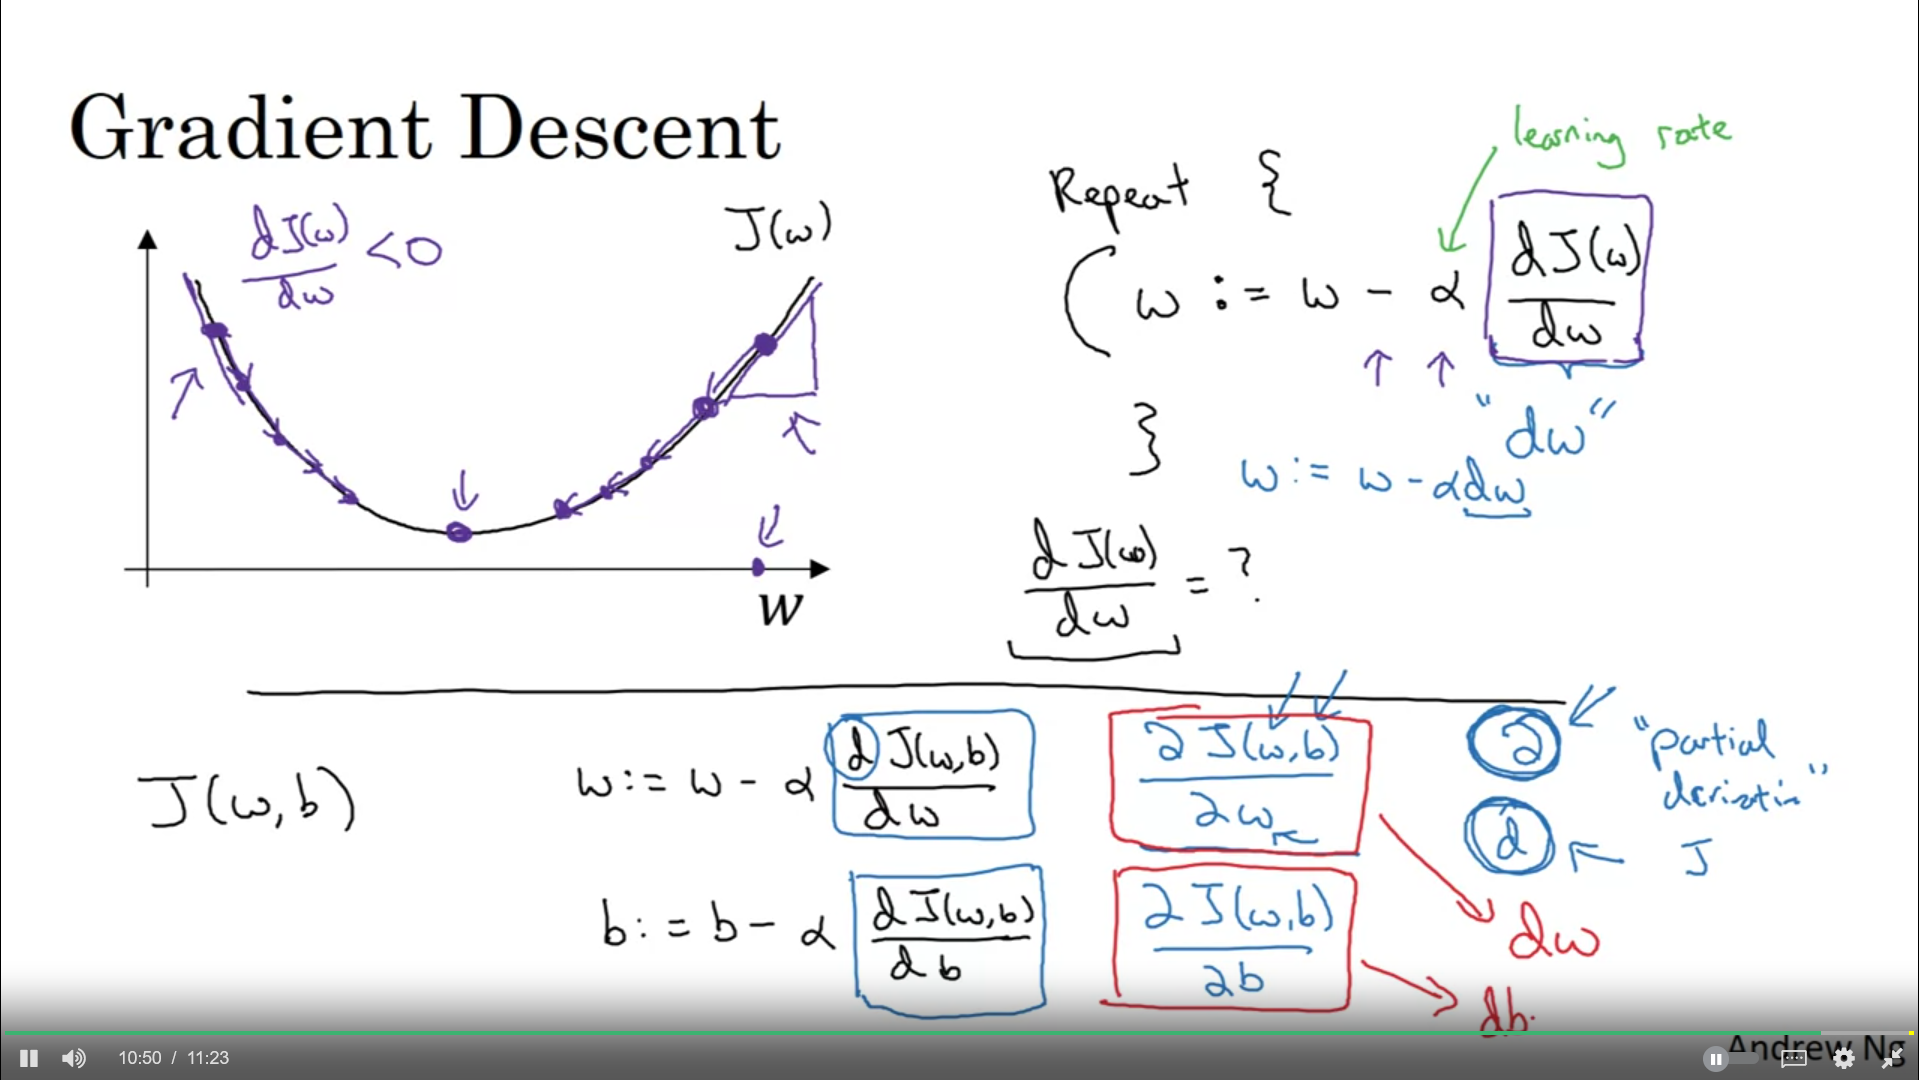 Gradient Descent
learning rate
Repeat {
dJ(w)/dw < 0
J(w)
w := w - α dJ(w)/dw
"dw"
}
w := w - αdw
dJ(w)/dw = ?
w
J(w,b)
w := w - α dJ(w,b)/dw
∂J(w,b)/∂w
∂ "partial
derivative"
d J
b := b - α dJ(w,b)/db
∂J(w,b)/∂b
dw
db
Andrew Ng
10:50 / 11:23